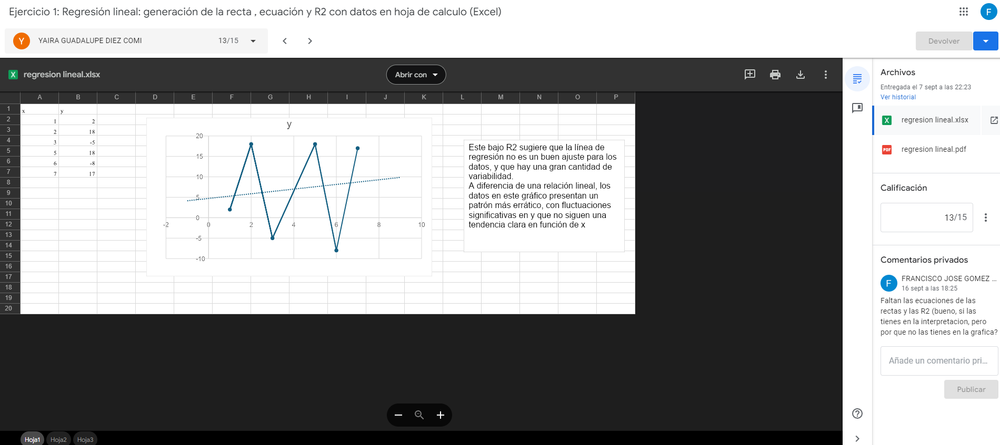 Ejercicio 1: Regresión lineal: generación de la recta , ecuación y R2 con datos en hoja de calculo (Excel)
F
Y
YAIRA GUADALUPE DIEZ COMI
13/15
Devolver
X
regresion lineal.xlsx
Abrir con
A B C D E F G H I J K L M N O P
1 x y
2 1 2
3 2 18
4 3 -5
5 5 18
6 6 -8
7 7 17
8
9
10
11
12
13
14
15
16
17
18
19
20
y
20
15
10
5
0
-5
-10
-2 0 2 4 6 8 10
Este bajo R2 sugiere que la línea de
regresión no es un buen ajuste para los
datos, y que hay una gran cantidad de
variabilidad.
A diferencia de una relación lineal, los
datos en este gráfico presentan un
patrón más errático, con fluctuaciones
significativas en y que no siguen una
tendencia clara en función de x
Hoja1 Hoja2 Hoja3
Archivos
Entregada el 7 sept a las 22:23
Ver historial
X
regresion lineal.xlsx
PDF
regresion lineal.pdf
Calificación
13/15
Comentarios privados
F
FRANCISCO JOSE GOMEZ ...
16 sept a las 18:25
Faltan las ecuaciones de las
rectas y las R2 (bueno, si las
tienes en la interpretacion, pero
por que no las tienes en la grafica?
Añade un comentario pri...
Publicar